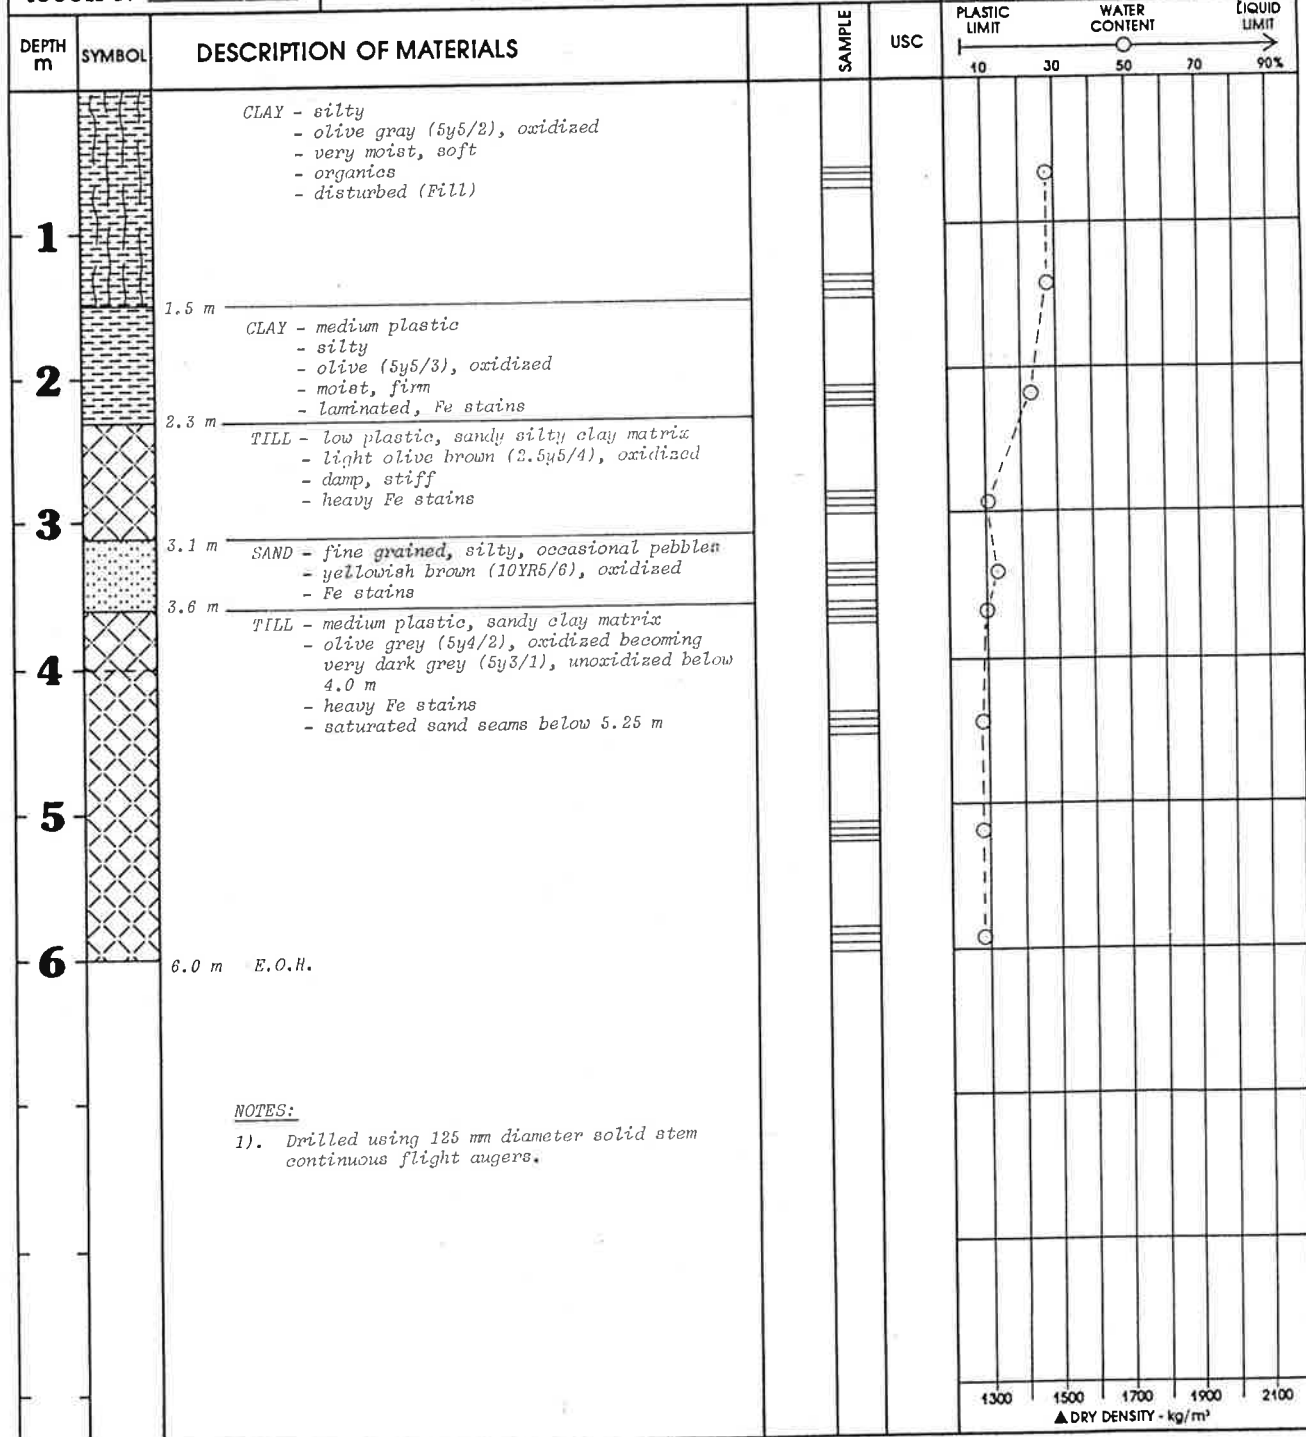 PLASTIC LIMIT WATER CONTENT LIQUID LIMIT
DEPTH m SYMBOL DESCRIPTION OF MATERIALS SAMPLE USC
10 30 50 70 90%
CLAY - silty
- olive gray (5y5/2), oxidized
- very moist, soft
- organics
- disturbed (Fill)
1
1.5 m
CLAY - medium plastic
- silty
- olive (5y5/3), oxidized
- moist, firm
- laminated, Fe stains
2
2.3 m
TILL - low plastic, sandy silty clay matrix
- light olive brown (2.5y5/4), oxidized
- damp, stiff
- heavy Fe stains
3
3.1 m
SAND - fine grained, silty, occasional pebbles
- yellowish brown (10YR5/6), oxidized
- Fe stains
3.6 m
TILL - medium plastic, sandy clay matrix
- olive grey (5y4/2), oxidized becoming
very dark grey (5y3/1), unoxidized below
4.0 m
- heavy Fe stains
- saturated sand seams below 5.25 m
4
5
6
6.0 m E.O.H.
NOTES:
1). Drilled using 125 mm diameter solid stem
continuous flight augers.
1300 1500 1700 1900 2100
▲ DRY DENSITY - kg/m³